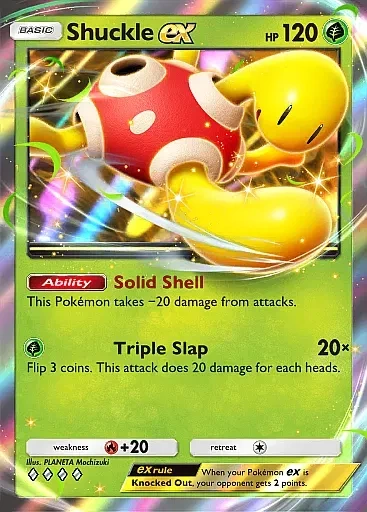 BASIC Shuckle ex HP 120
Ability Solid Shell
This Pokémon takes −20 damage from attacks.
Triple Slap 20×
Flip 3 coins. This attack does 20 damage for each heads.
weakness +20 retreat
Illus. PLANETA Mochizuki
ex rule When your Pokémon ex is
Knocked Out, your opponent gets 2 points.